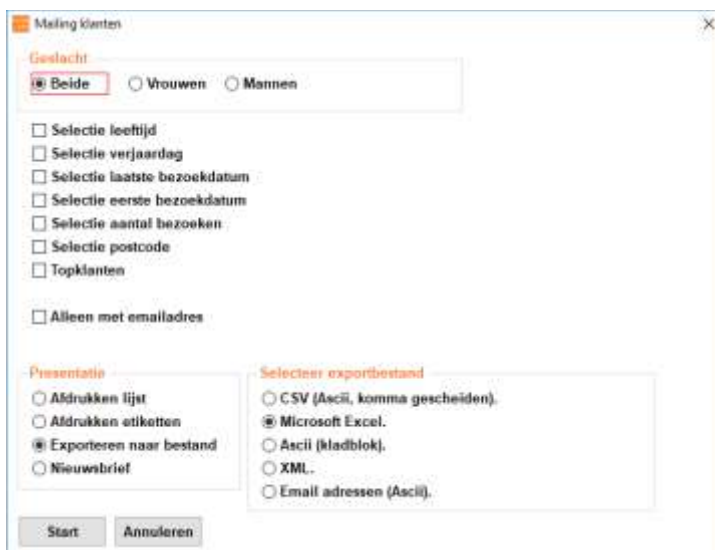 Mailing klanten
Geslacht
Beide Vrouwen Mannen
Selectie leeftijd
Selectie verjaardag
Selectie laatste bezoekdatum
Selectie eerste bezoekdatum
Selectie aantal bezoeken
Selectie postcode
Topklanten
Alleen met emailadres
Presentatie
Afdrukken lijst
Afdrukken etiketten
Exporteren naar bestand
Nieuwsbrief
Selecteer exportbestand
CSV (Ascii, komma gescheiden).
Microsoft Excel.
Ascii (kladblok).
XML.
Email adressen (Ascii).
Start Annuleren